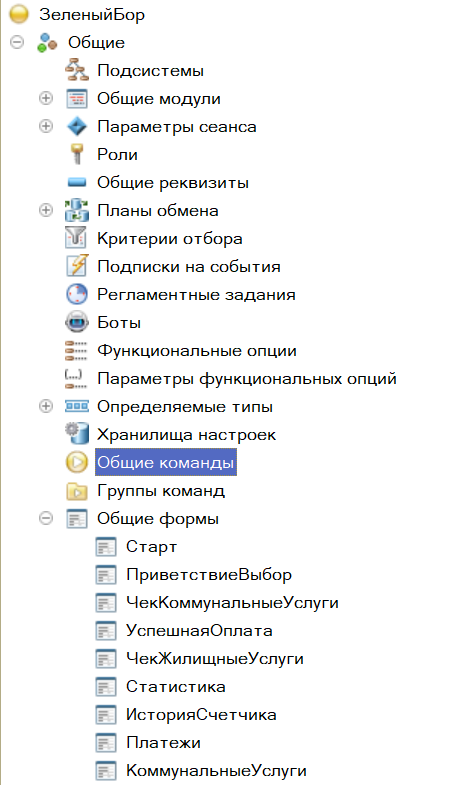 ЗеленыйБор
Общие
Подсистемы
Общие модули
Параметры сеанса
Роли
Общие реквизиты
Планы обмена
Критерии отбора
Подписки на события
Регламентные задания
Боты
Функциональные опции
Параметры функциональных опций
Определяемые типы
Хранилища настроек
Общие команды
Группы команд
Общие формы
Старт
ПриветствиеВыбор
ЧекКоммунальныеУслуги
УспешнаяОплата
ЧекЖилищныеУслуги
Статистика
ИсторияСчетчика
Платежи
КоммунальныеУслуги